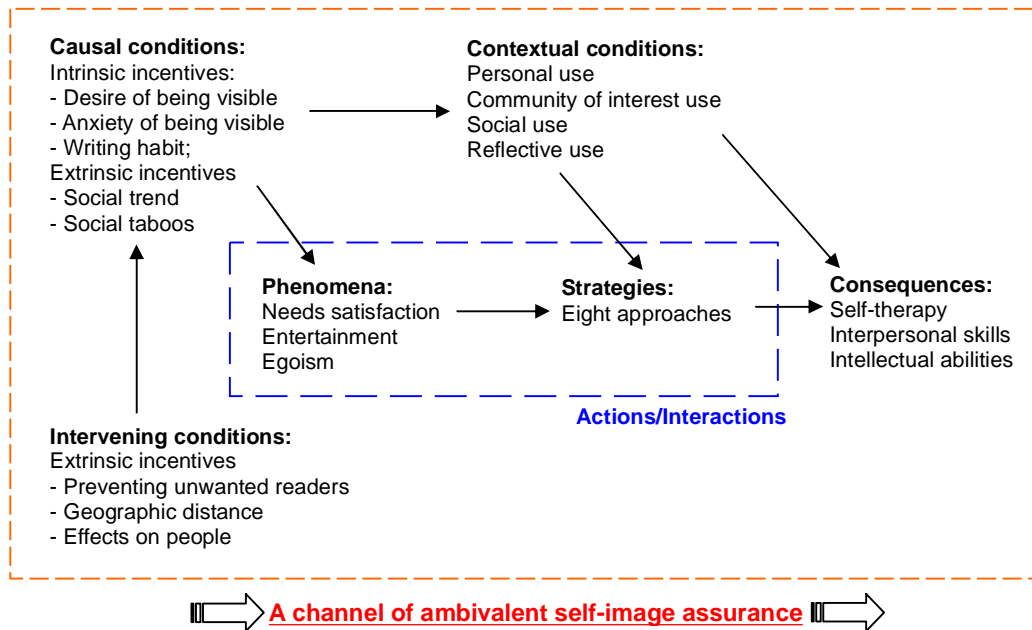 Causal conditions:
Intrinsic incentives:
- Desire of being visible
- Anxiety of being visible
- Writing habit;
Extrinsic incentives
- Social trend
- Social taboos
Contextual conditions:
Personal use
Community of interest use
Social use
Reflective use
Phenomena:
Needs satisfaction
Entertainment
Egoism
Strategies:
Eight approaches
Consequences:
Self-therapy
Interpersonal skills
Intellectual abilities
Actions/Interactions
Intervening conditions:
Extrinsic incentives
- Preventing unwanted readers
- Geographic distance
- Effects on people
A channel of ambivalent self-image assurance